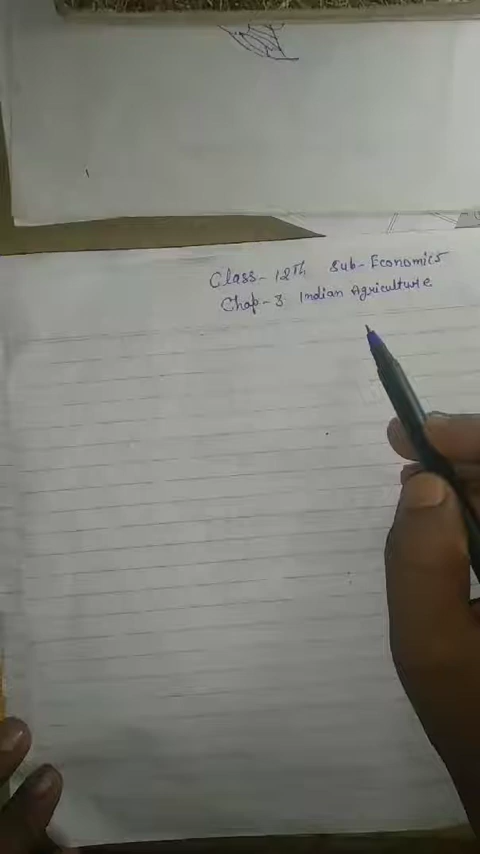 Class- 12th Sub- Economics
Chap- 3 Indian Agriculture